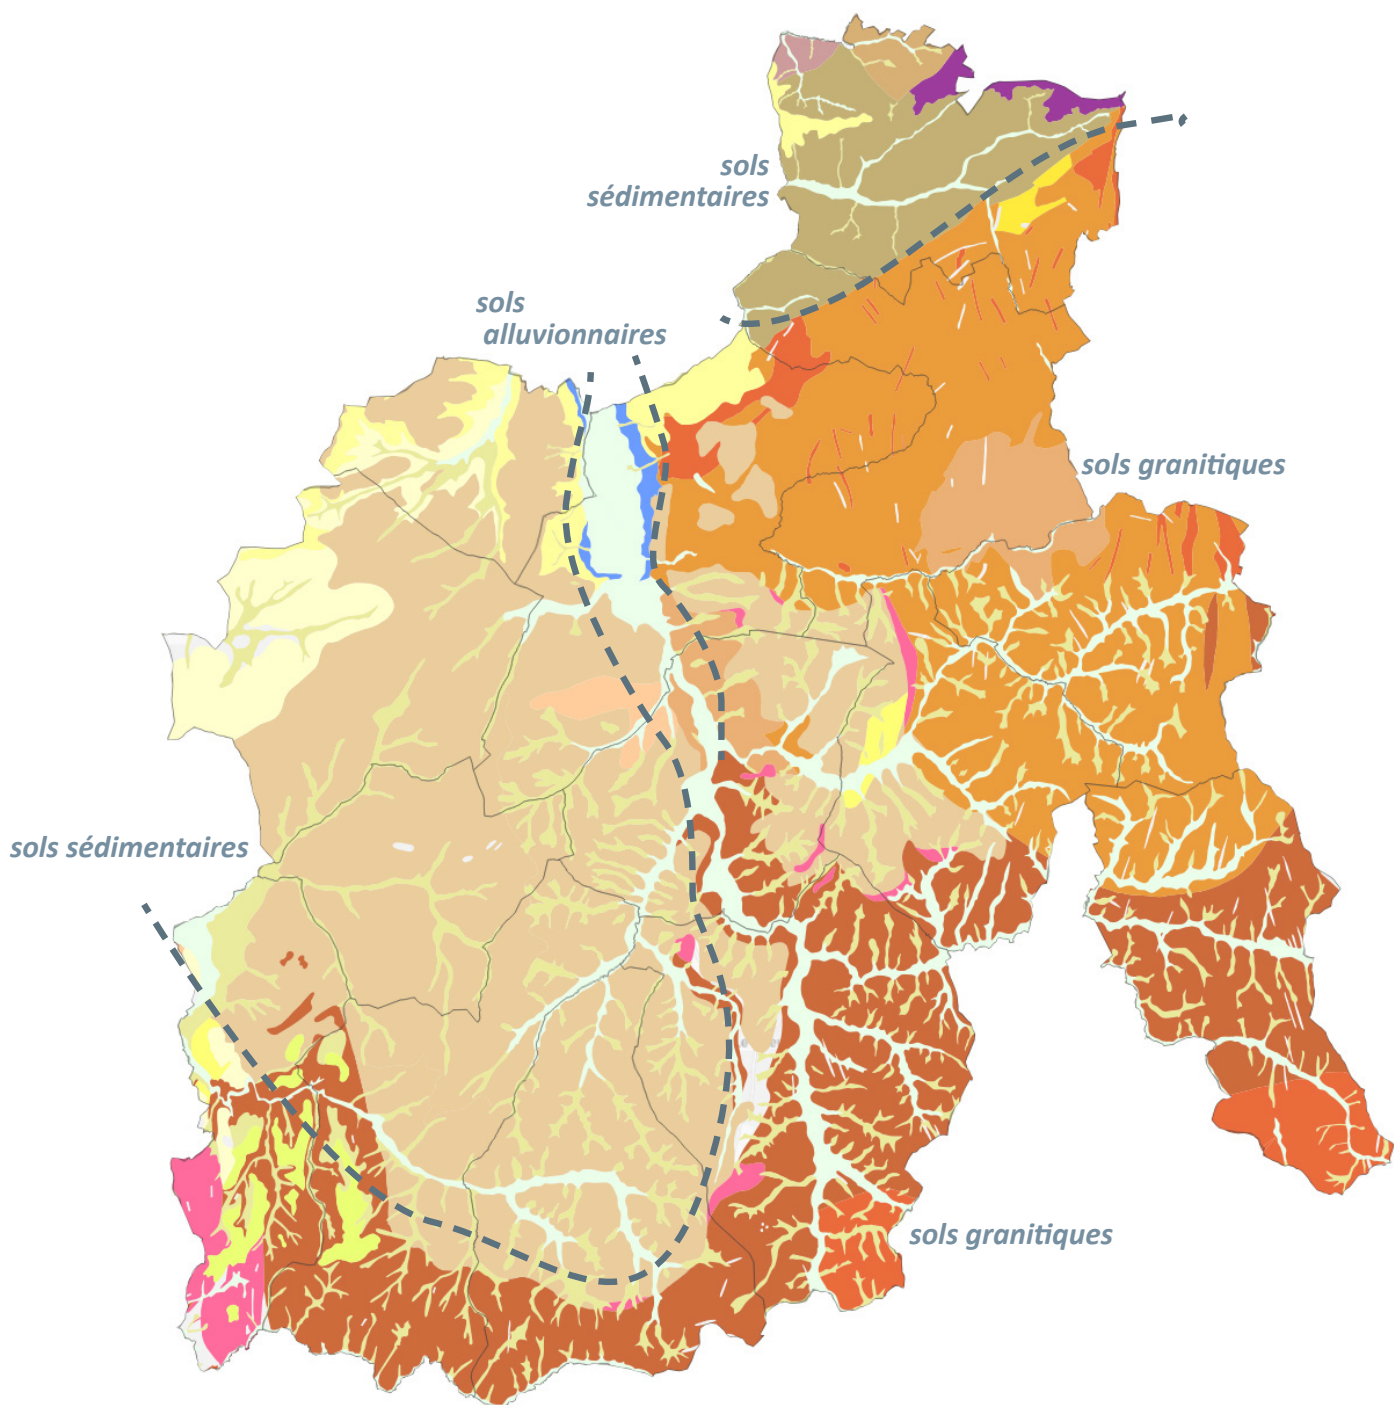 sols
sédimentaires
sols
alluvionnaires
sols granitiques
sols sédimentaires
sols granitiques